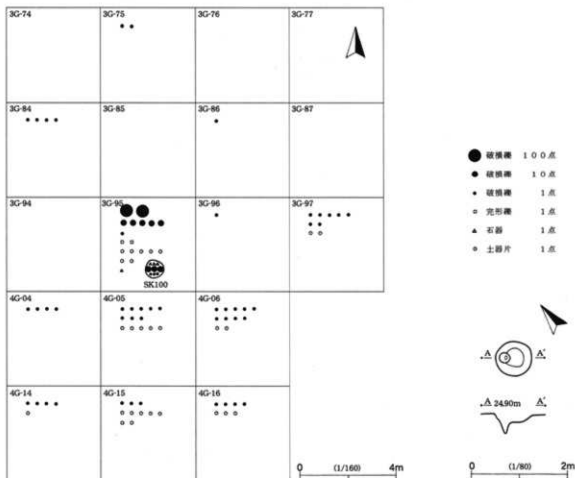 3G-74 3G-75 3G-76 3G-77
3G-84 3G-85 3G-86 3G-87
3G-94 3G-95 3G-96 3G-97
SK100
4G-04 4G-05 4G-06
4G-14 4G-15 4G-16
破損礫 100点
破損礫 10点
破損礫 1点
完形礫 1点
石器 1点
土器片 1点
A A'
A 24.90m A'
0 (1/160) 4m
0 (1/80) 2m